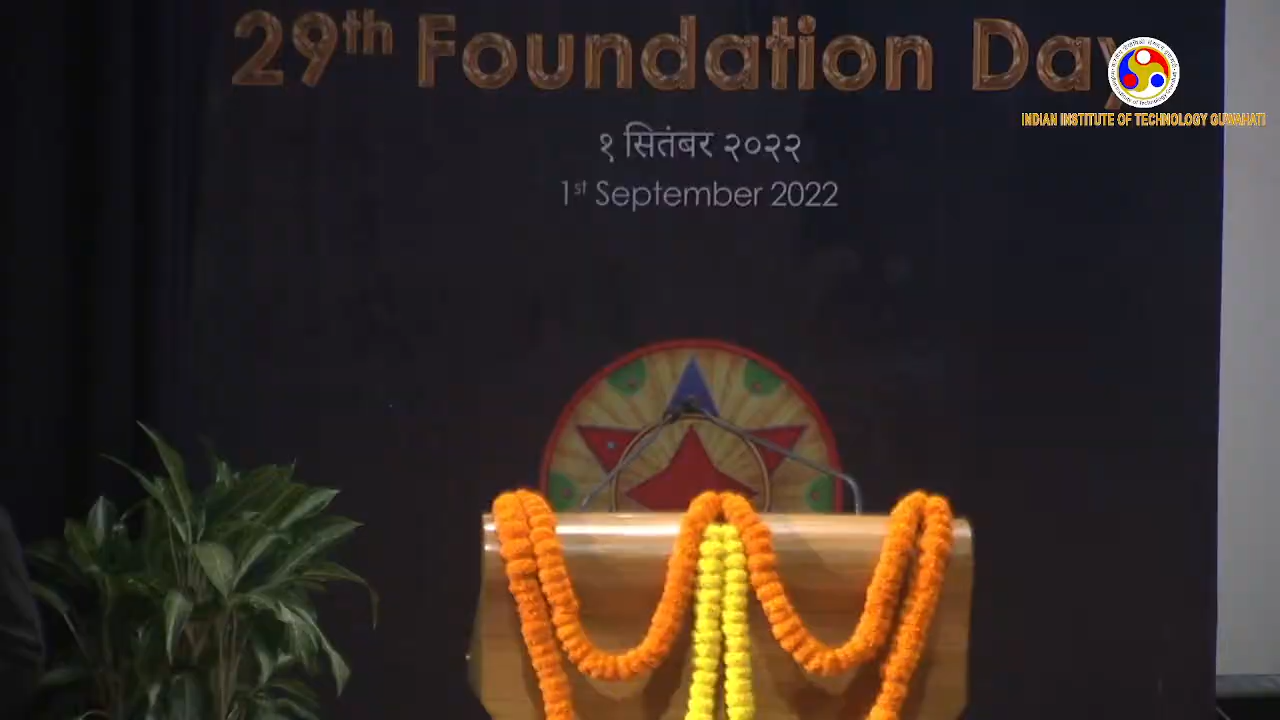 29th Foundation Day
१ सितंबर २०२२
1st September 2022
INDIAN INSTITUTE OF TECHNOLOGY GUWAHATI